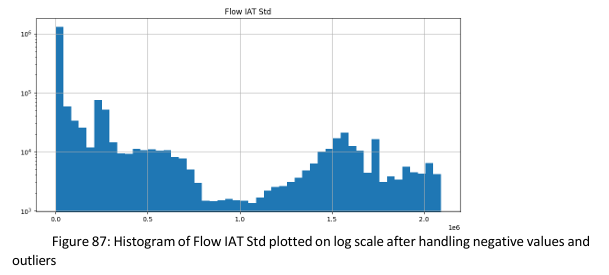 Flow IAT Std
10⁶
10⁵
10⁴
10³
0.0 0.5 1.0 1.5 2.0
1e6
Figure 87: Histogram of Flow IAT Std plotted on log scale after handling negative values and
outliers